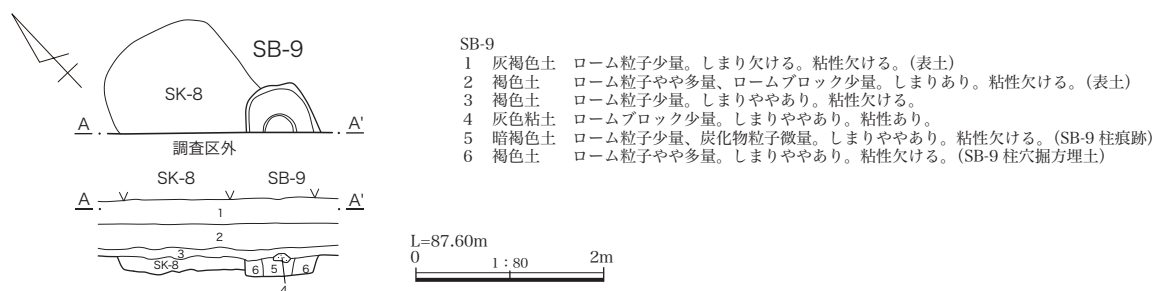 SB-9
SK-8
A A'
調査区外
SK-8 SB-9
A A'
1
2
3
SK-8 6 5 6
4
SB-9
1 灰褐色土 ローム粒子少量。しまり欠ける。粘性欠ける。(表土)
2 褐色土 ローム粒子やや多量、ロームブロック少量。しまりあり。粘性欠ける。(表土)
3 褐色土 ローム粒子少量。しまりややあり。粘性欠ける。
4 灰色粘土 ロームブロック少量。しまりややあり。粘性あり。
5 暗褐色土 ローム粒子少量、炭化物粒子微量。しまりややあり。粘性欠ける。(SB-9 柱痕跡)
6 褐色土 ローム粒子やや多量。しまりややあり。粘性欠ける。(SB-9 柱穴掘方埋土)
L=87.60m
0 1:80 2m